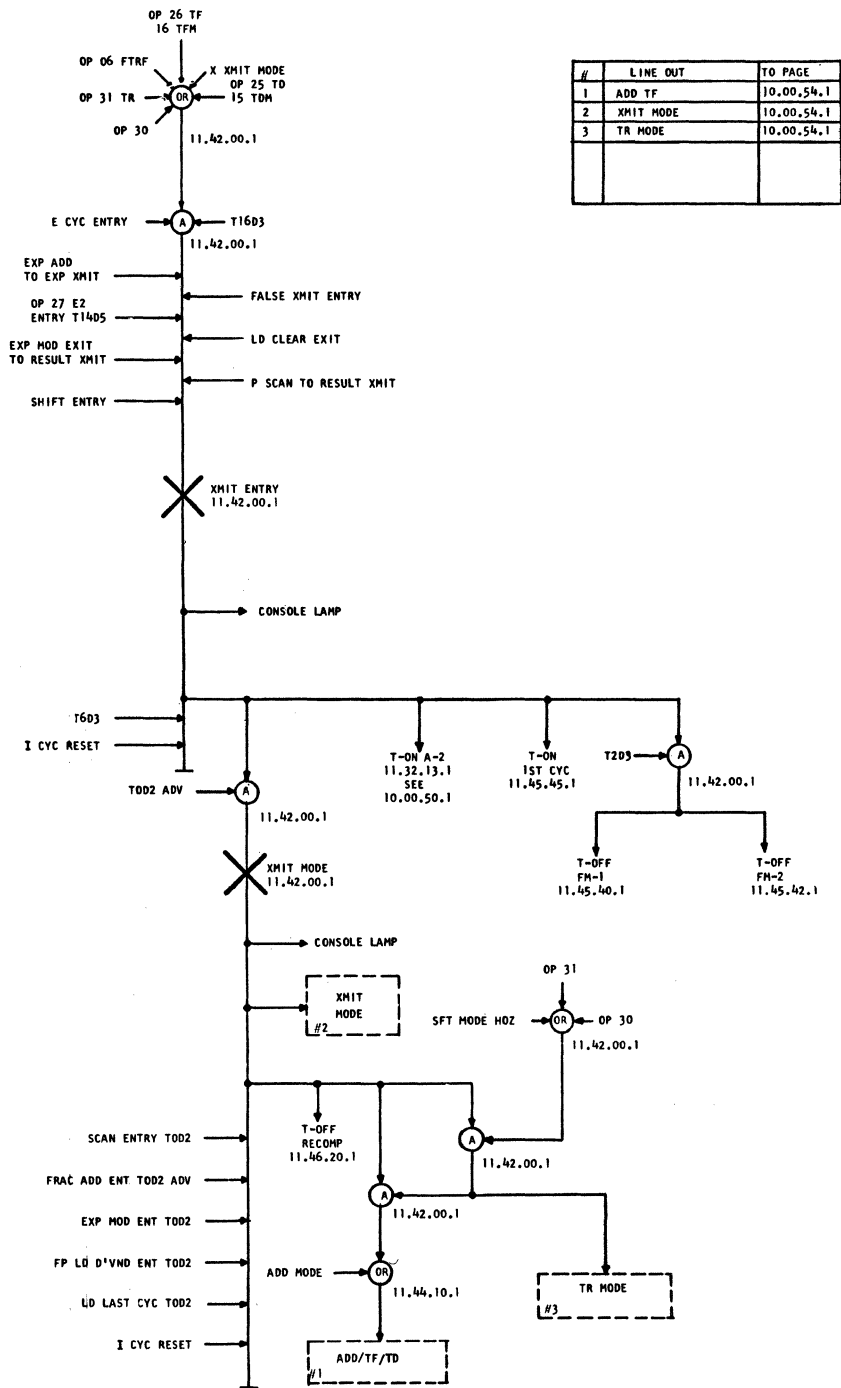 OP 26 TF
16 TFM
OP 06 FTRF
X XMIT MODE
OP 25 TD
15 TDM
OP 31 TR
OR
OP 30
11.42.00.1
# LINE OUT TO PAGE
1 ADD TF 10.00.54.1
2 XMIT MODE 10.00.54.1
3 TR MODE 10.00.54.1
E CYC ENTRY
A
T16D3
11.42.00.1
EXP ADD
TO EXP XMIT
FALSE XMIT ENTRY
OP 27 E2
ENTRY T14D5
LD CLEAR EXIT
EXP MOD EXIT
TO RESULT XMIT
P SCAN TO RESULT XMIT
SHIFT ENTRY
XMIT ENTRY
11.42.00.1
CONSOLE LAMP
T6D3
I CYC RESET
T-ON A-2
11.32.13.1
SEE
10.00.50.1
T-ON
1ST CYC
11.45.45.1
T2D3
A
11.42.00.1
TOD2 ADV
A
11.42.00.1
T-OFF
FM-1
11.45.40.1
T-OFF
FM-2
11.45.42.1
XMIT MODE
11.42.00.1
CONSOLE LAMP
XMIT
MODE
#2
OP 31
SFT MODE HOZ
OR
OP 30
11.42.00.1
T-OFF
RECOMP
11.46.20.1
A
11.42.00.1
SCAN ENTRY TOD2
FRAC ADD ENT TOD2 ADV
A
11.42.00.1
EXP MOD ENT TOD2
FP LD D'VND ENT TOD2
ADD MODE
OR
11.44.10.1
TR MODE
#3
LD LAST CYC TOD2
I CYC RESET
ADD/TF/TD
#1